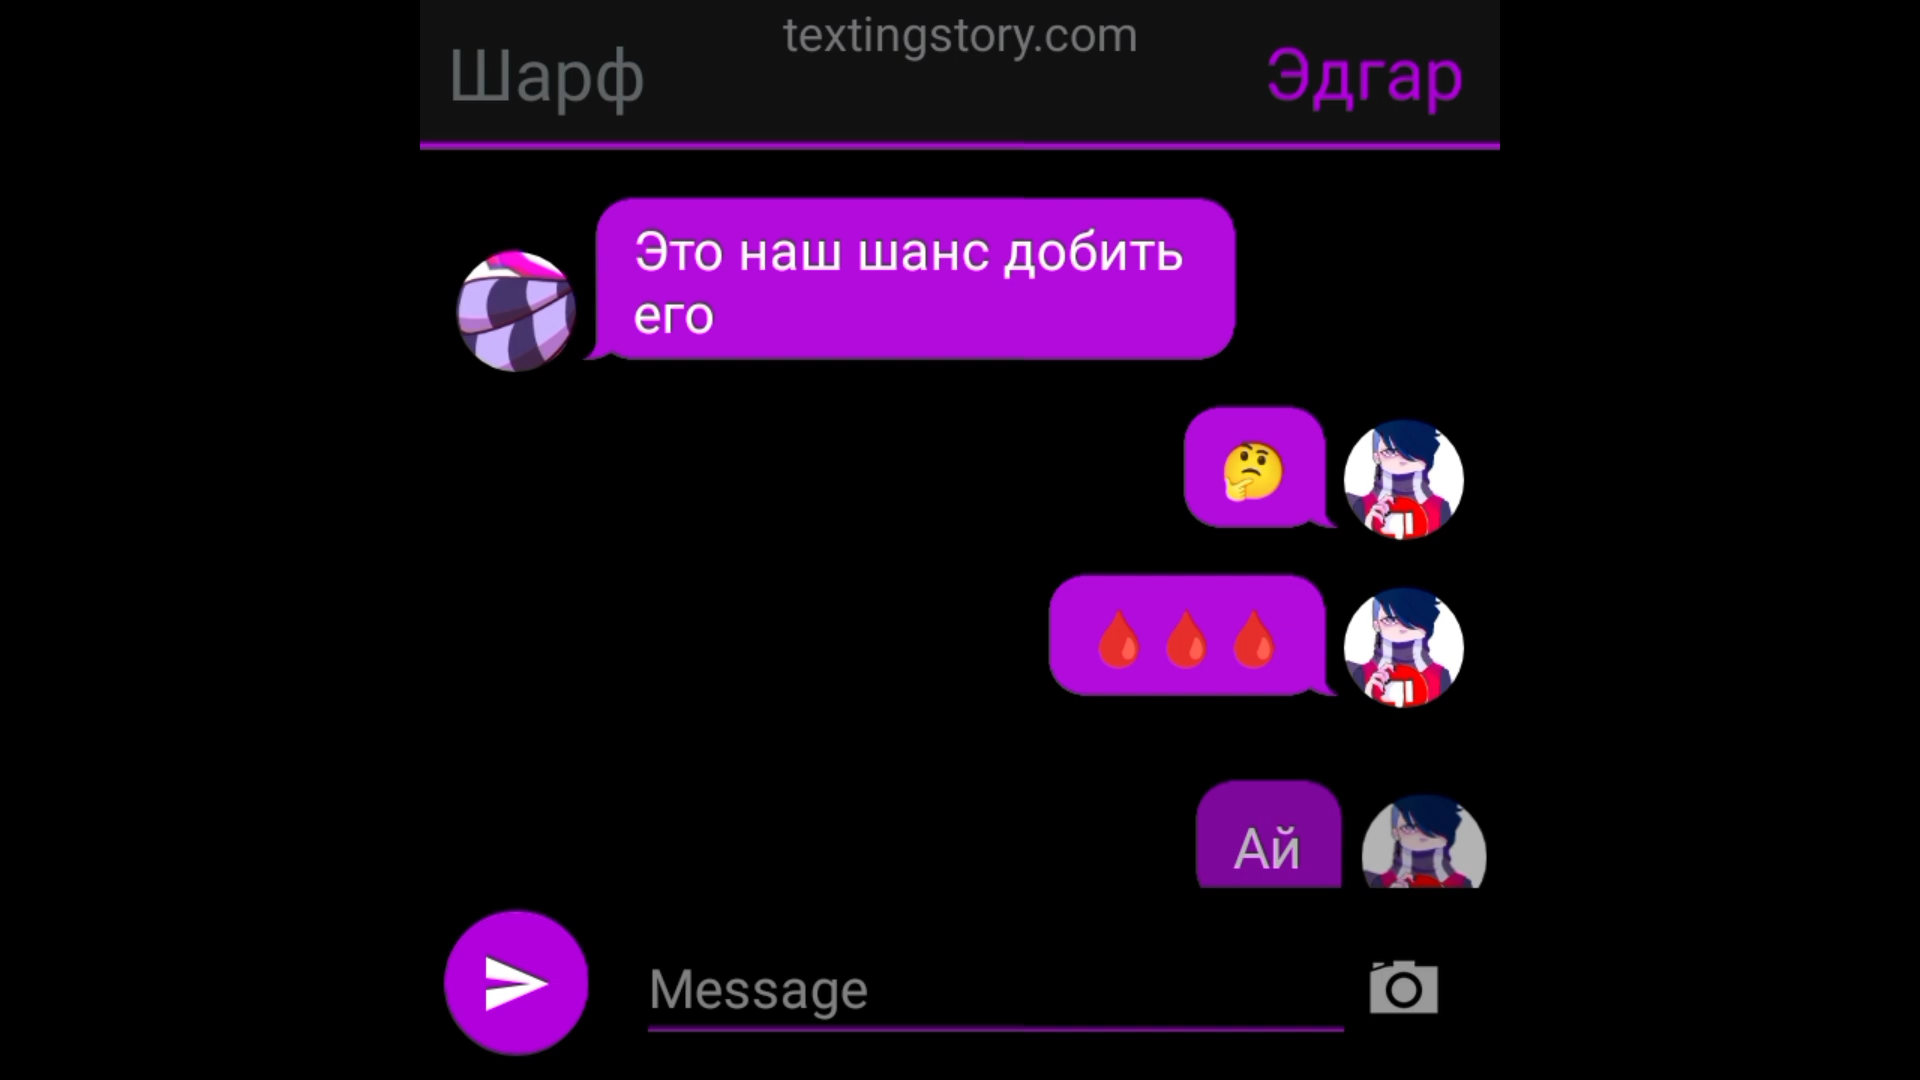 textingstory.com
Шарф
Эдгар
Это наш шанс добить
его
🤔
🩸🩸🩸
Ай
Message